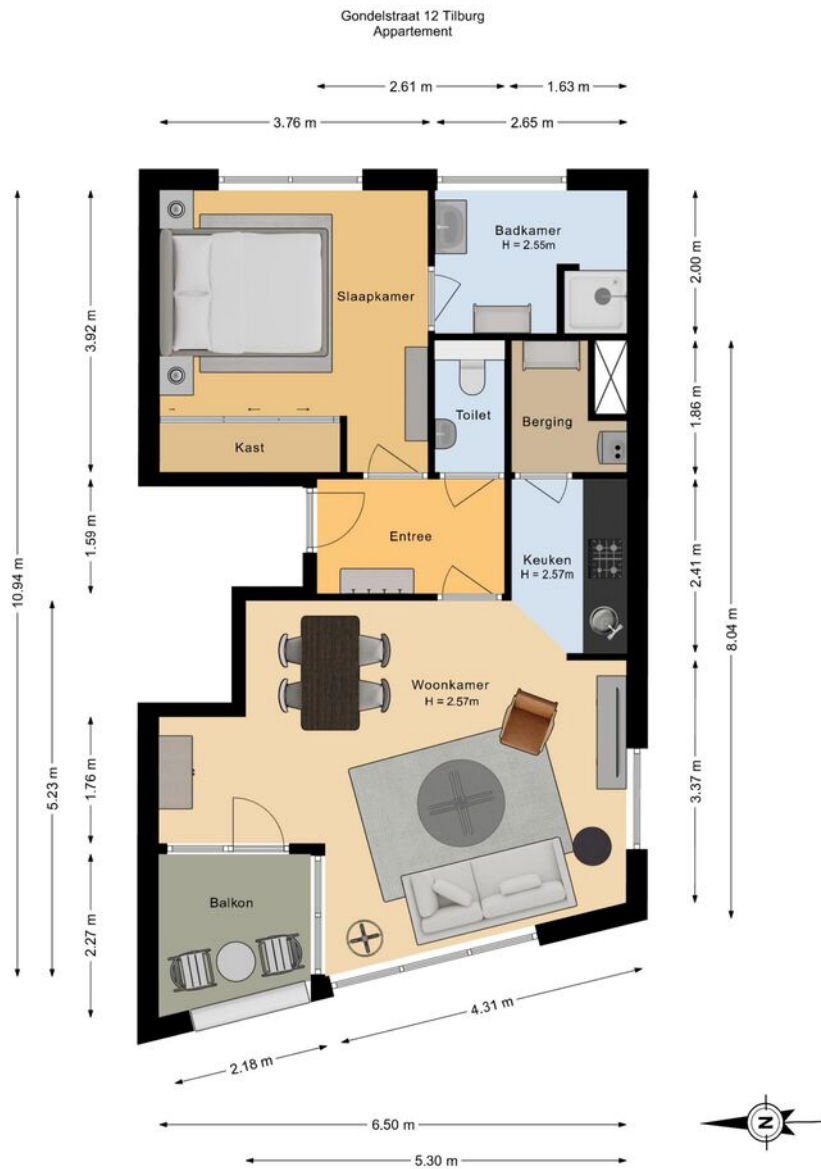 Gondelstraat 12 Tilburg
Appartement
2.61 m
1.63 m
3.76 m
2.65 m
Badkamer
H = 2.55m
Slaapkamer
2.00 m
3.92 m
1.86 m
Toilet
Berging
Kast
1.59 m
Entree
Keuken
H = 2.57m
2.41 m
10.94 m
8.04 m
Woonkamer
H = 2.57m
1.76 m
5.23 m
3.37 m
Balkon
2.27 m
4.31 m
2.18 m
6.50 m
N
5.30 m